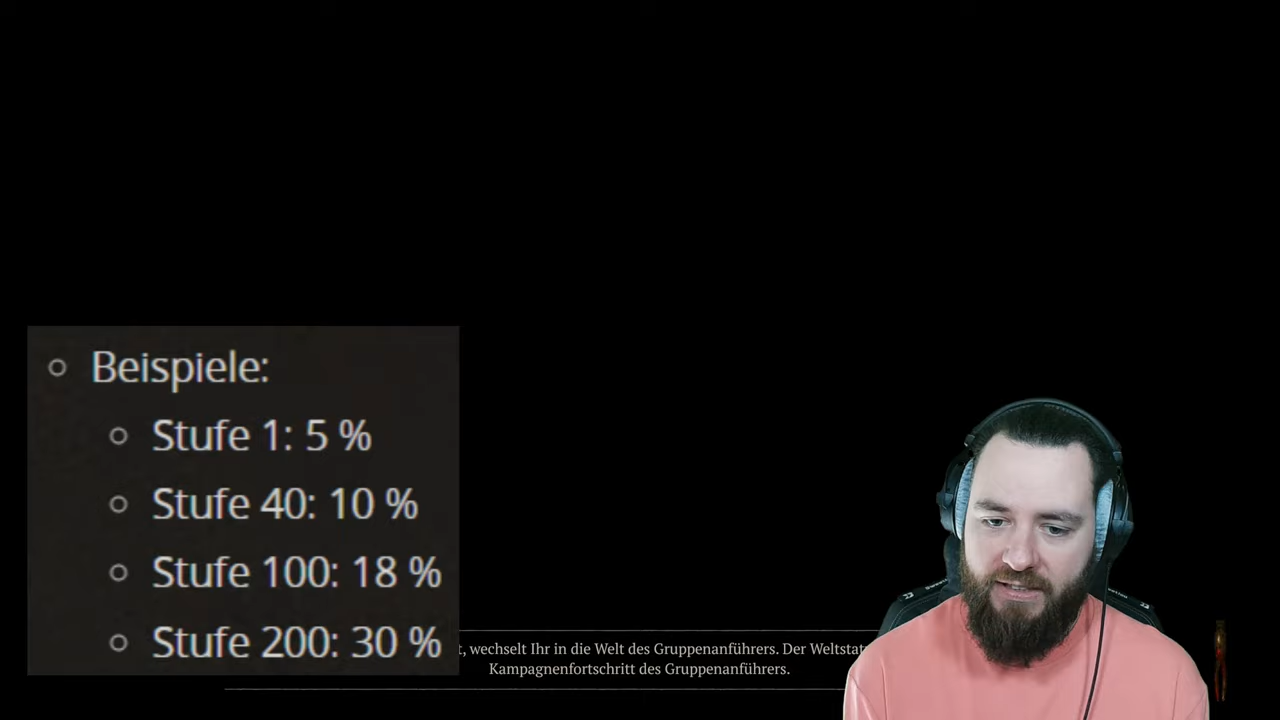 Beispiele:
Stufe 1: 5 %
Stufe 40: 10 %
Stufe 100: 18 %
Stufe 200: 30 %
wechselt Ihr in die Welt des Gruppenanführers. Der
Kampagnenfortschritt des Gruppenanführers.